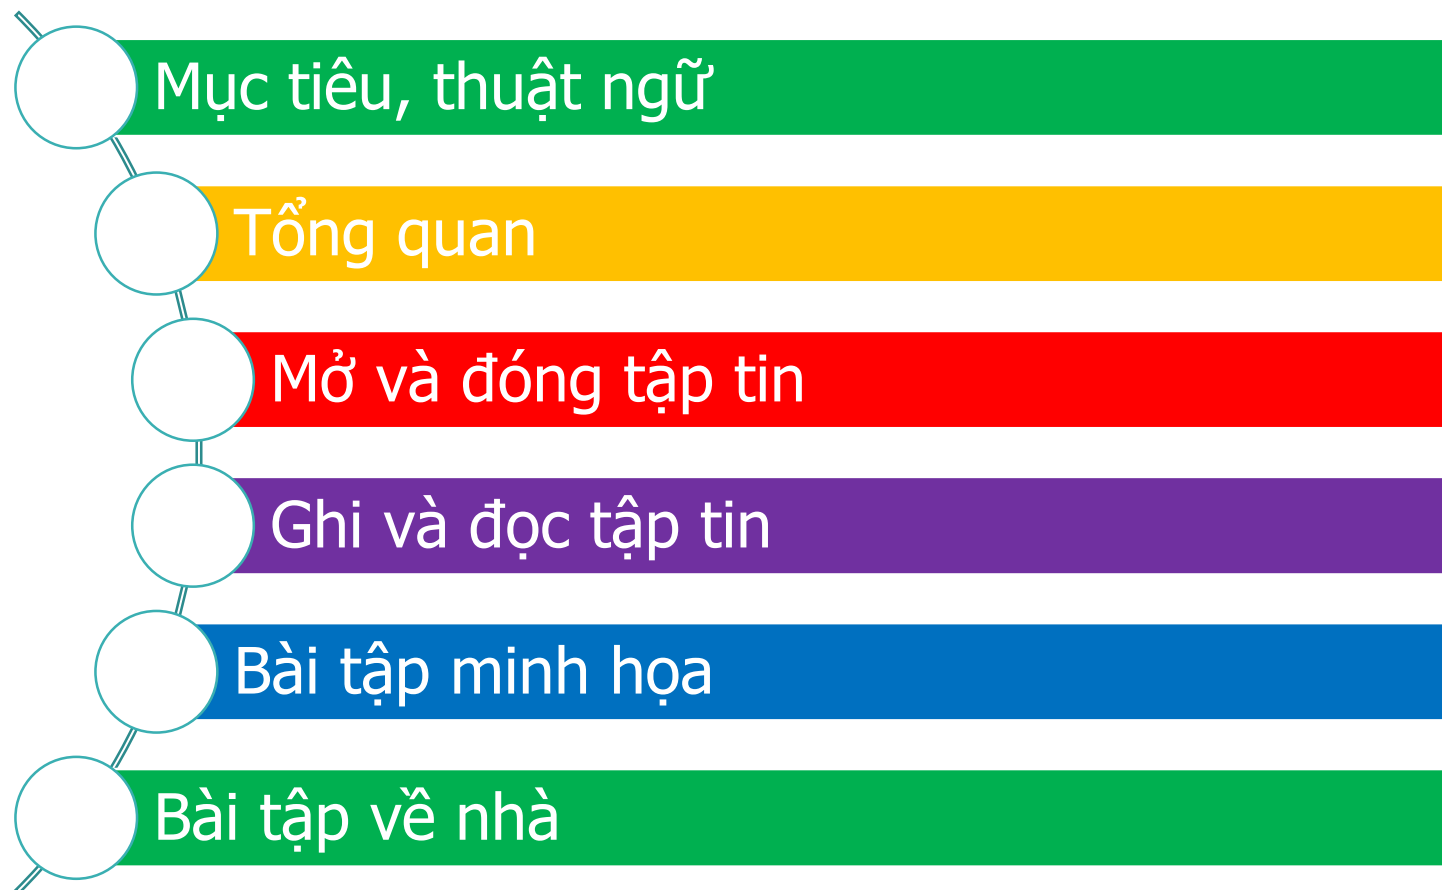 Mục tiêu, thuật ngữ
Tổng quan
Mở và đóng tập tin
Ghi và đọc tập tin
Bài tập minh họa
Bài tập về nhà